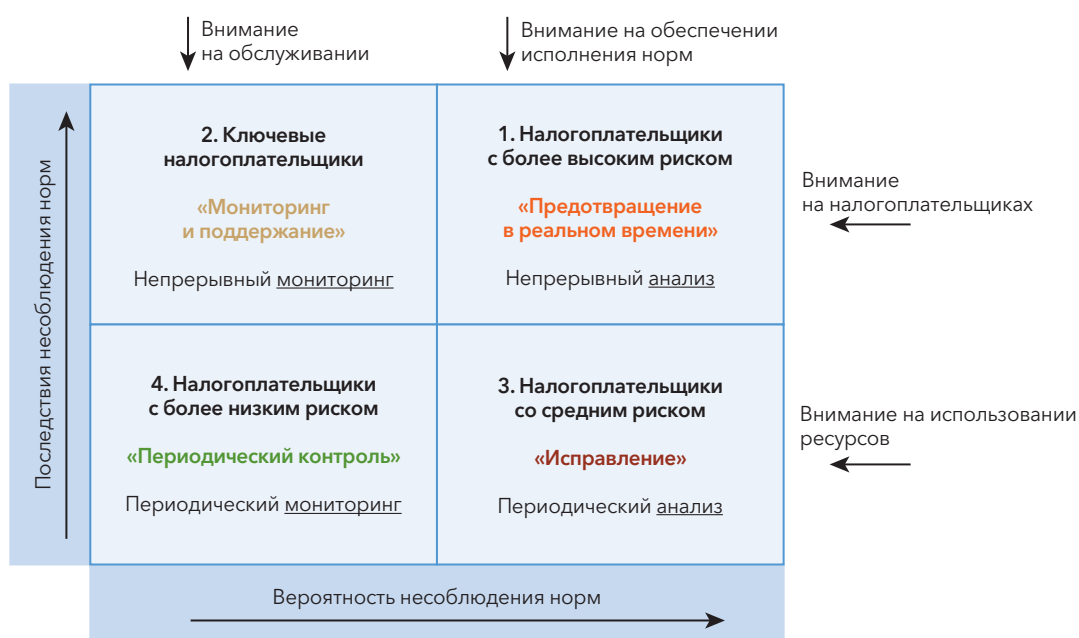 Внимание
на обслуживании
Внимание на обеспечении
исполнения норм
Последствия несоблюдения норм
2. Ключевые
налогоплательщики
«Мониторинг
и поддержание»
Непрерывный мониторинг
1. Налогоплательщики
с более высоким риском
«Предотвращение
в реальном времени»
Непрерывный анализ
Внимание
на налогоплательщиках
4. Налогоплательщики
с более низким риском
«Периодический контроль»
Периодический мониторинг
3. Налогоплательщики
со средним риском
«Исправление»
Периодический анализ
Внимание на использовании
ресурсов
Вероятность несоблюдения норм